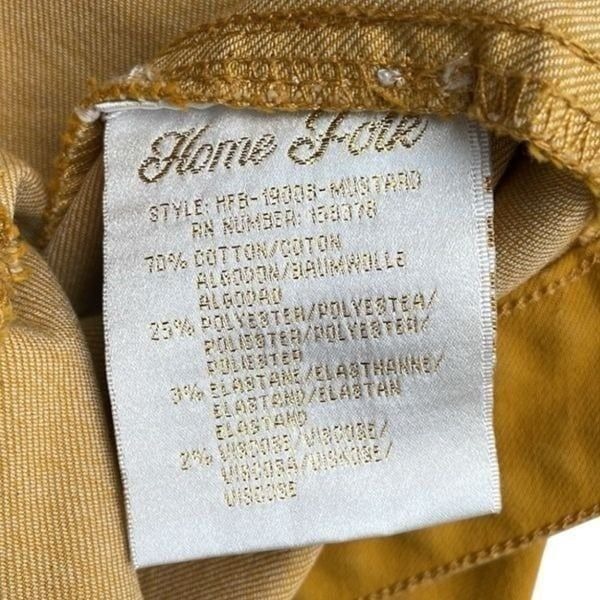 Home Folk
STYLE: HFB-19008-MUSTARD
RN NUMBER: 158078
70% COTTON/COTON
ALGODON/BAUMWOLLE
ALGODAO
25% POLYESTER/POLYESTER/
POLIESTER/POLYESTER/
POLIESTER
3% ELASTANE/ELASTHANNE/
ELASTANO/ELASTAN
ELASTANO
2% VISCOSE/VISCOSE/
VISCOSA/VISKOSE/
VISCOSE